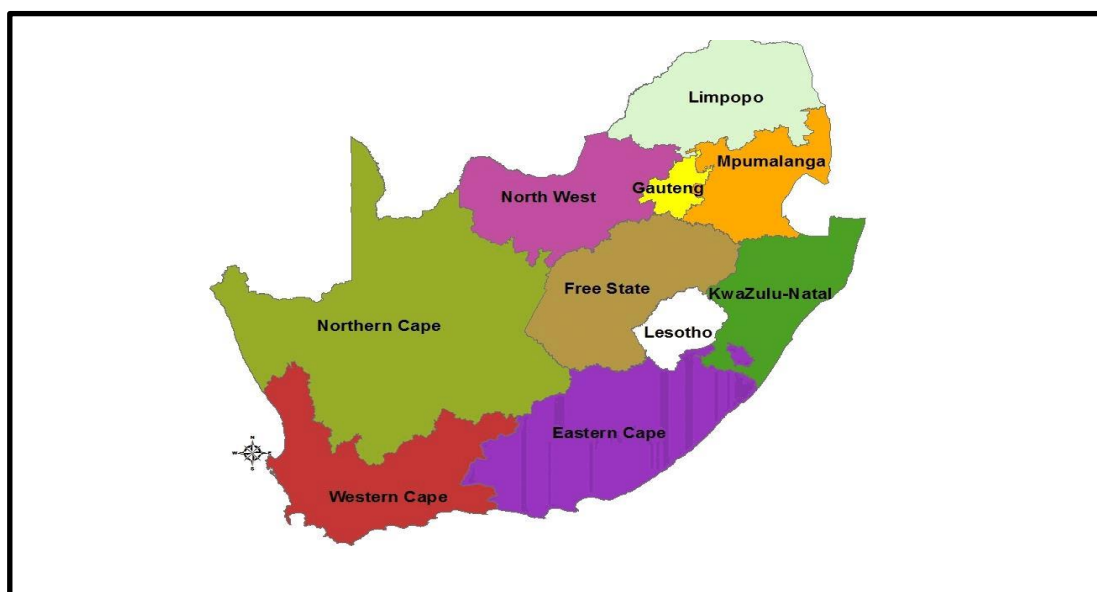 Limpopo
Mpumalanga
Gauteng
North West
Free State
KwaZulu-Natal
Northern Cape
Lesotho
Eastern Cape
Western Cape
N
W
E
S